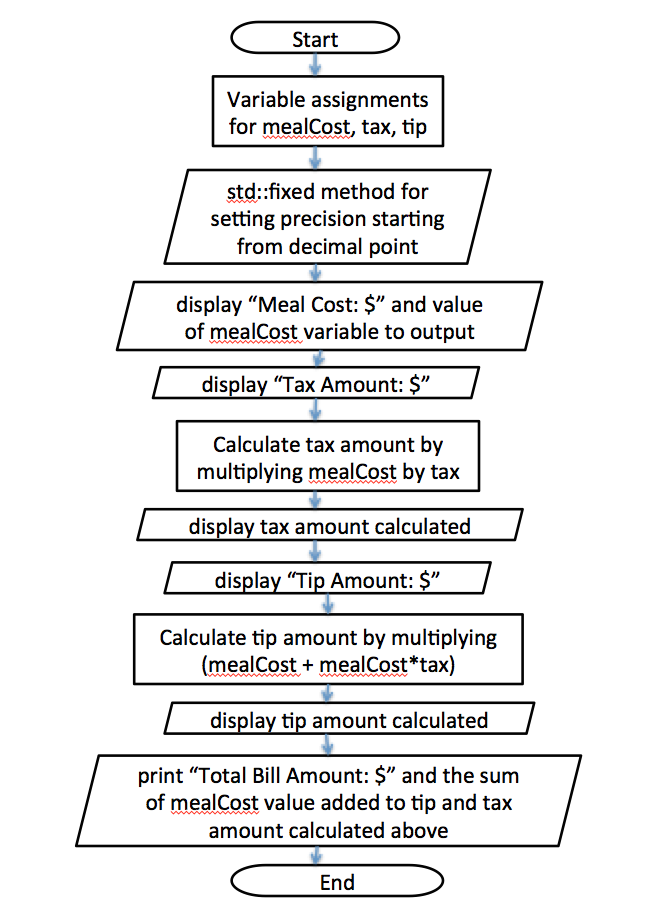 Start
Variable assignments
for mealCost, tax, tip
std::fixed method for
setting precision starting
from decimal point
display “Meal Cost: $” and value
of mealCost variable to output
display “Tax Amount: $”
Calculate tax amount by
multiplying mealCost by tax
display tax amount calculated
display “Tip Amount: $”
Calculate tip amount by multiplying
(mealCost + mealCost*tax)
display tip amount calculated
print “Total Bill Amount: $” and the sum
of mealCost value added to tip and tax
amount calculated above
End